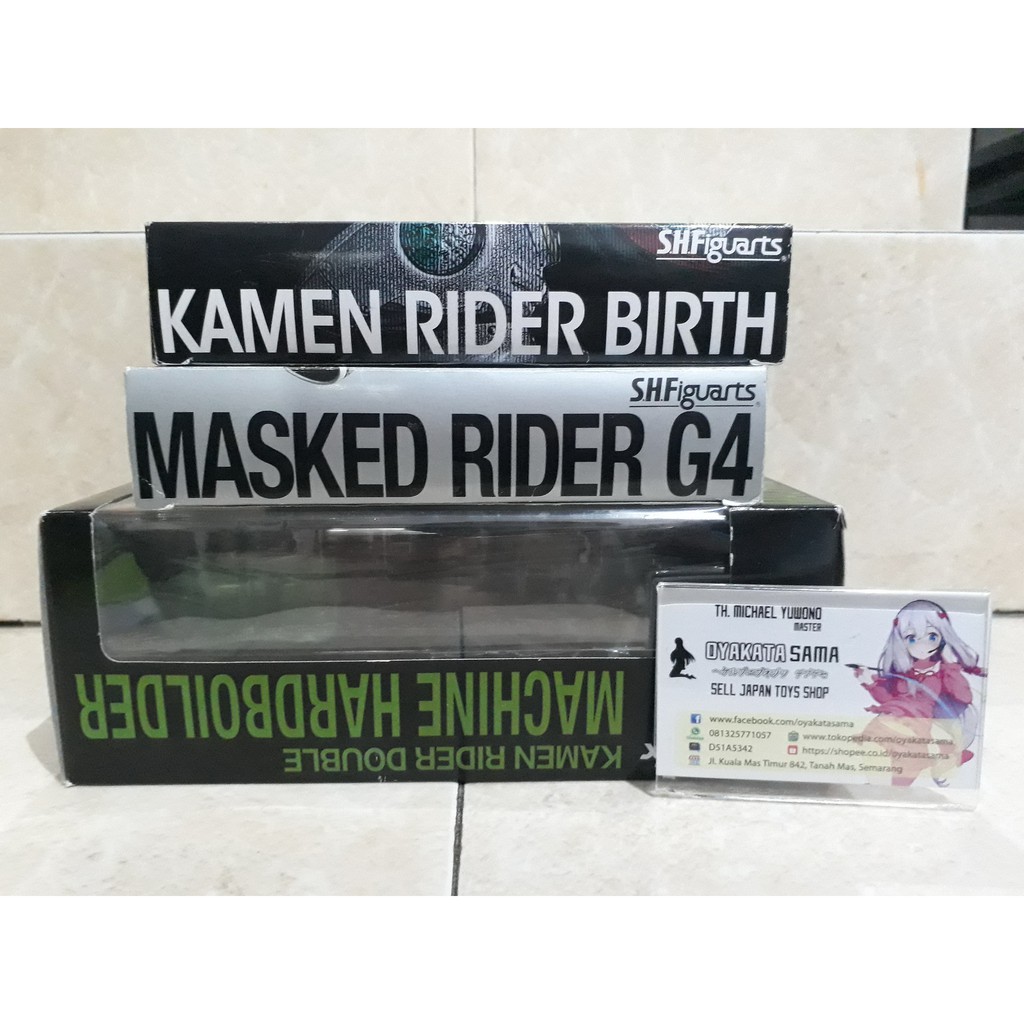 S.H.Figuarts
KAMEN RIDER BIRTH
S.H.Figuarts
MASKED RIDER G4
MACHINE HARDBOILDER
KAMEN RIDER DOUBLE
TH. MICHAEL YUWONO
MASTER
OYAKATA SAMA
SELL JAPAN TOYS SHOP
www.facebook.com/oyakatasama
081325771057
www.tokopedia.com/oyakatasama
D51A5342
https://shopee.co.id/oyakatasama
Jl. Kuala Mas Timur 842, Tanah Mas, Semarang